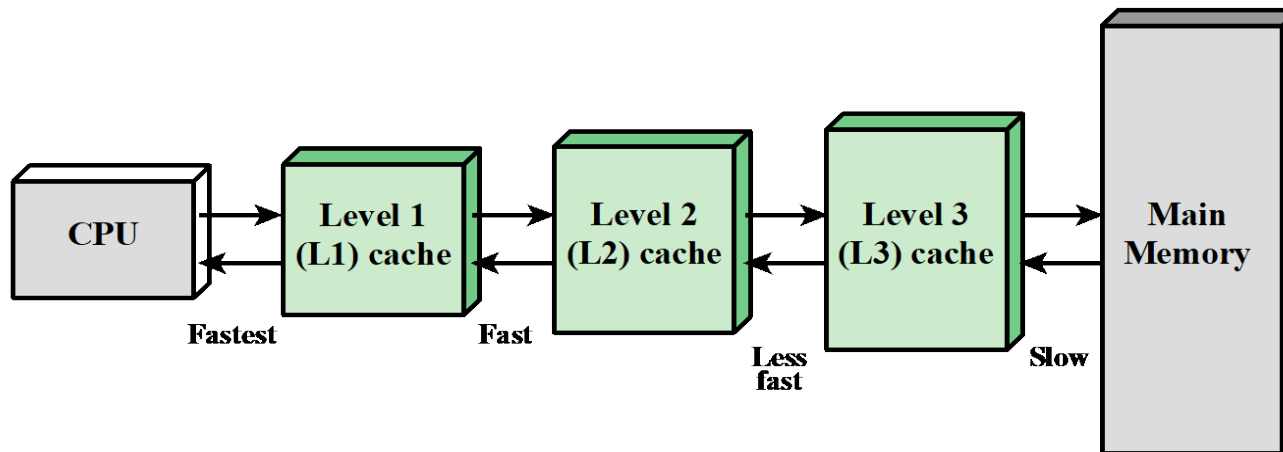 CPU
Level 1
(L1) cache
Level 2
(L2) cache
Level 3
(L3) cache
Main
Memory
Fastest
Fast
Less
fast
Slow